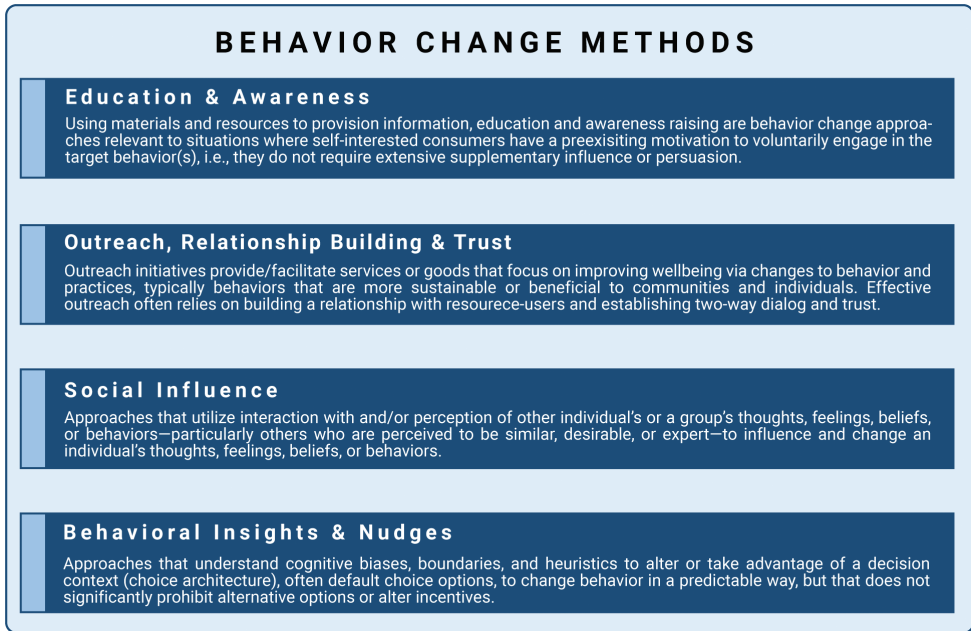 BEHAVIOR CHANGE METHODS
Education & Awareness
Using materials and resources to provision information, education and awareness raising are behavior change approa-
ches relevant to situations where self-interested consumers have a preexisiting motivation to voluntarily engage in the
target behavior(s), i.e., they do not require extensive supplementary influence or persuasion.
Outreach, Relationship Building & Trust
Outreach initiatives provide/facilitate services or goods that focus on improving wellbeing via changes to behavior and
practices, typically behaviors that are more sustainable or beneficial to communities and individuals. Effective
outreach often relies on building a relationship with resourece-users and establishing two-way dialog and trust.
Social Influence
Approaches that utilize interaction with and/or perception of other individual's or a group's thoughts, feelings, beliefs,
or behaviors—particularly others who are perceived to be similar, desirable, or expert—to influence and change an
individual's thoughts, feelings, beliefs, or behaviors.
Behavioral Insights & Nudges
Approaches that understand cognitive biases, boundaries, and heuristics to alter or take advantage of a decision
context (choice architecture), often default choice options, to change behavior in a predictable way, but that does not
significantly prohibit alternative options or alter incentives.